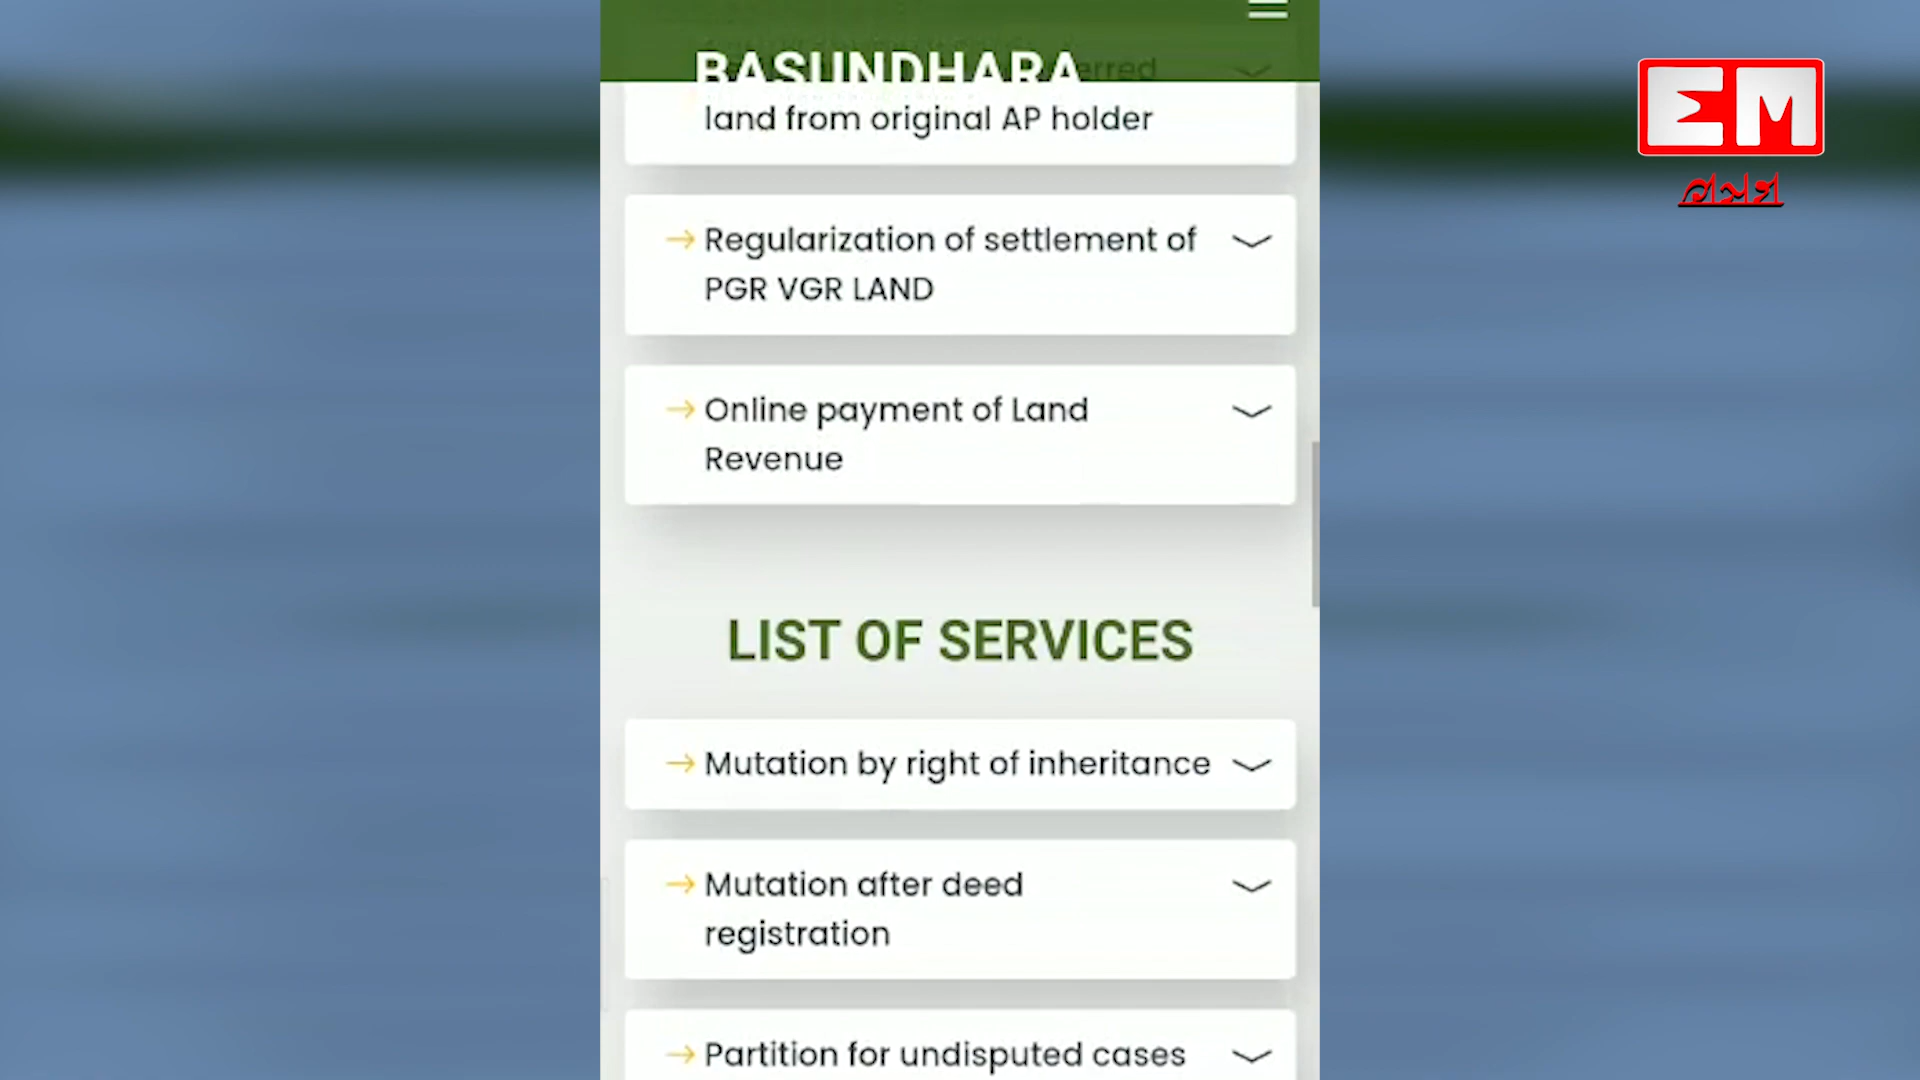 BASUNDHARA
erred
land from original AP holder
Regularization of settlement of
PGR VGR LAND
Online payment of Land
Revenue
LIST OF SERVICES
Mutation by right of inheritance
Mutation after deed
registration
Partition for undisputed cases
EM